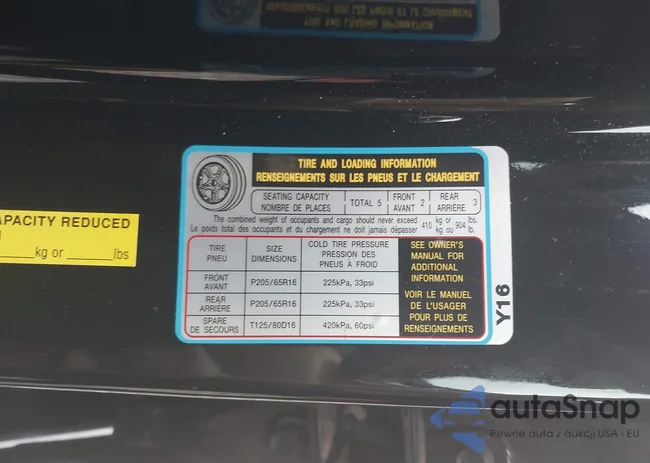 TIRE AND LOADING INFORMATION
RENSEIGNEMENTS SUR LES PNEUS ET LE CHARGEMENT
SEATING CAPACITY
NOMBRE DE PLACES
TOTAL 5
FRONT
AVANT
2
REAR
ARRIÈRE
3
The combined weight of occupants and cargo should never exceed 410 kg or 904 lbs.
Le poids total des occupants et du chargement ne doit jamais dépasser 410 kg ou 904 lb.
TIRE
PNEU
SIZE
DIMENSIONS
COLD TIRE PRESSURE
PRESSION DES
PNEUS À FROID
FRONT
AVANT
P205/65R16
225kPa, 33psi
REAR
ARRIÈRE
P205/65R16
225kPa, 33psi
SPARE
DE SECOURS
T125/80D16
420kPa, 60psi
SEE OWNER'S
MANUAL FOR
ADDITIONAL
INFORMATION
VOIR LE MANUEL
DE L'USAGER
POUR PLUS DE
RENSEIGNEMENTS
Y16
APACITY REDUCED
kg or lbs
autaSnap
Pewne auta z aukcji USA i EU